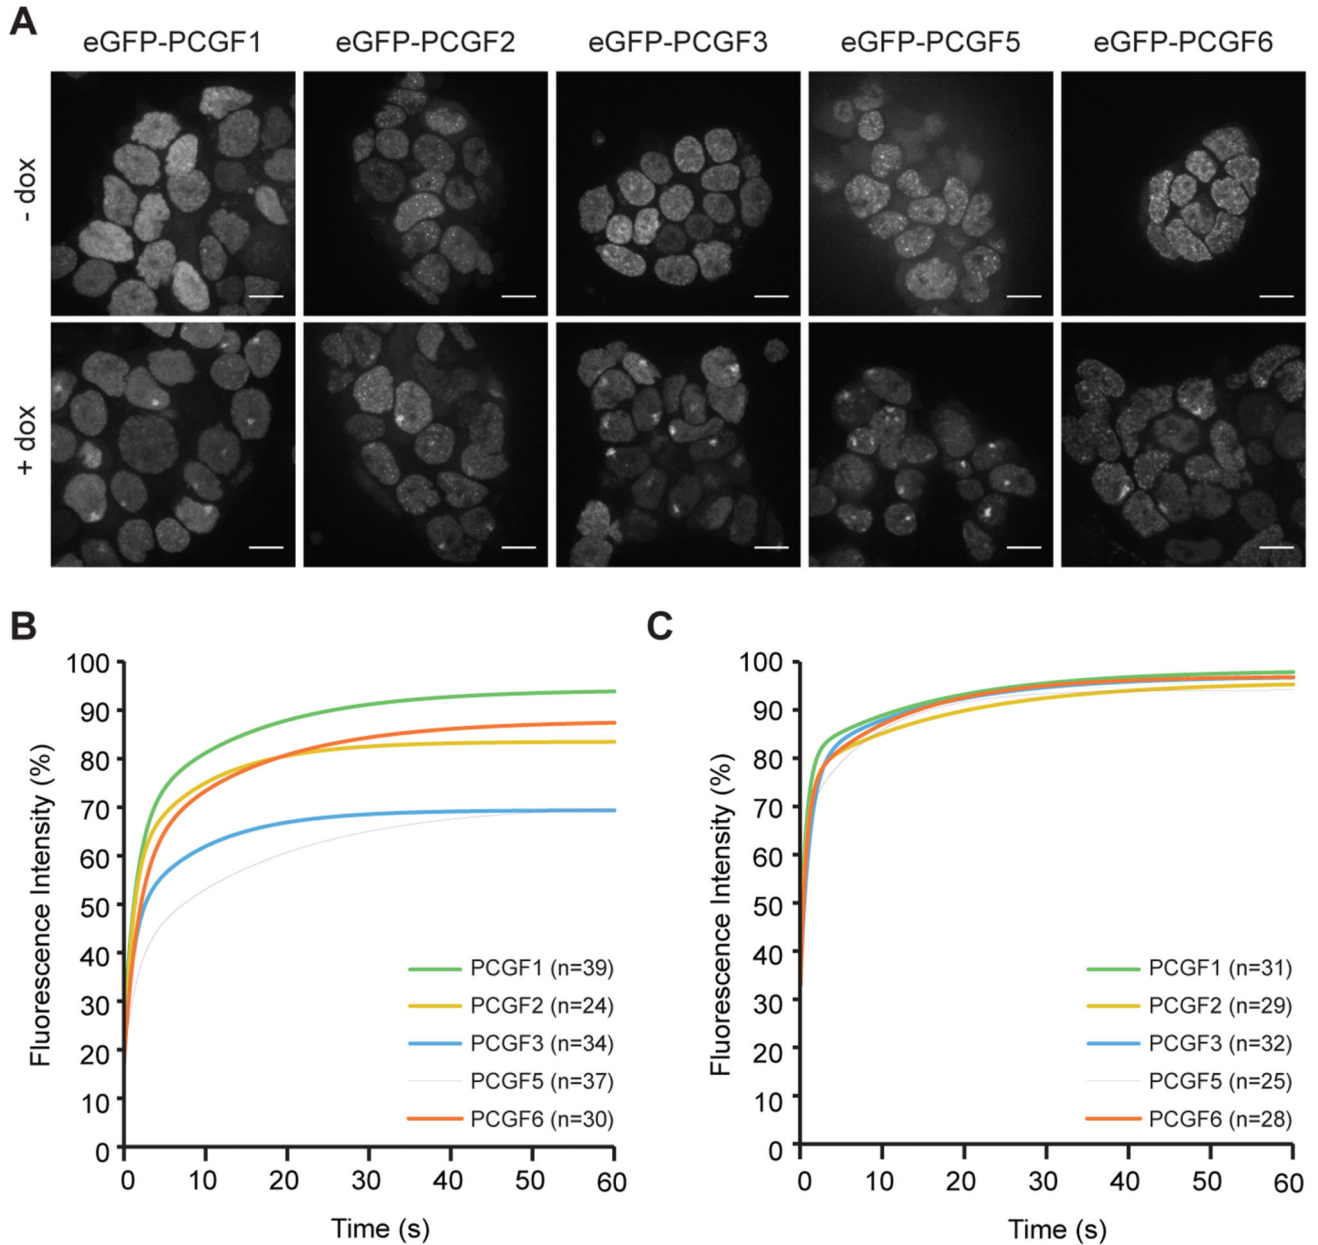 A
eGFP-PCGF1 eGFP-PCGF2 eGFP-PCGF3 eGFP-PCGF5 eGFP-PCGF6
- dox
+ dox
B
100
90
80
70
60
50
40
30
20
10
0
Fluorescence Intensity (%)
PCGF1 (n=39)
PCGF2 (n=24)
PCGF3 (n=34)
PCGF5 (n=37)
PCGF6 (n=30)
0 10 20 30 40 50 60
Time (s)
C
100
90
80
70
60
50
40
30
20
10
0
Fluorescence Intensity (%)
PCGF1 (n=31)
PCGF2 (n=29)
PCGF3 (n=32)
PCGF5 (n=25)
PCGF6 (n=28)
0 10 20 30 40 50 60
Time (s)